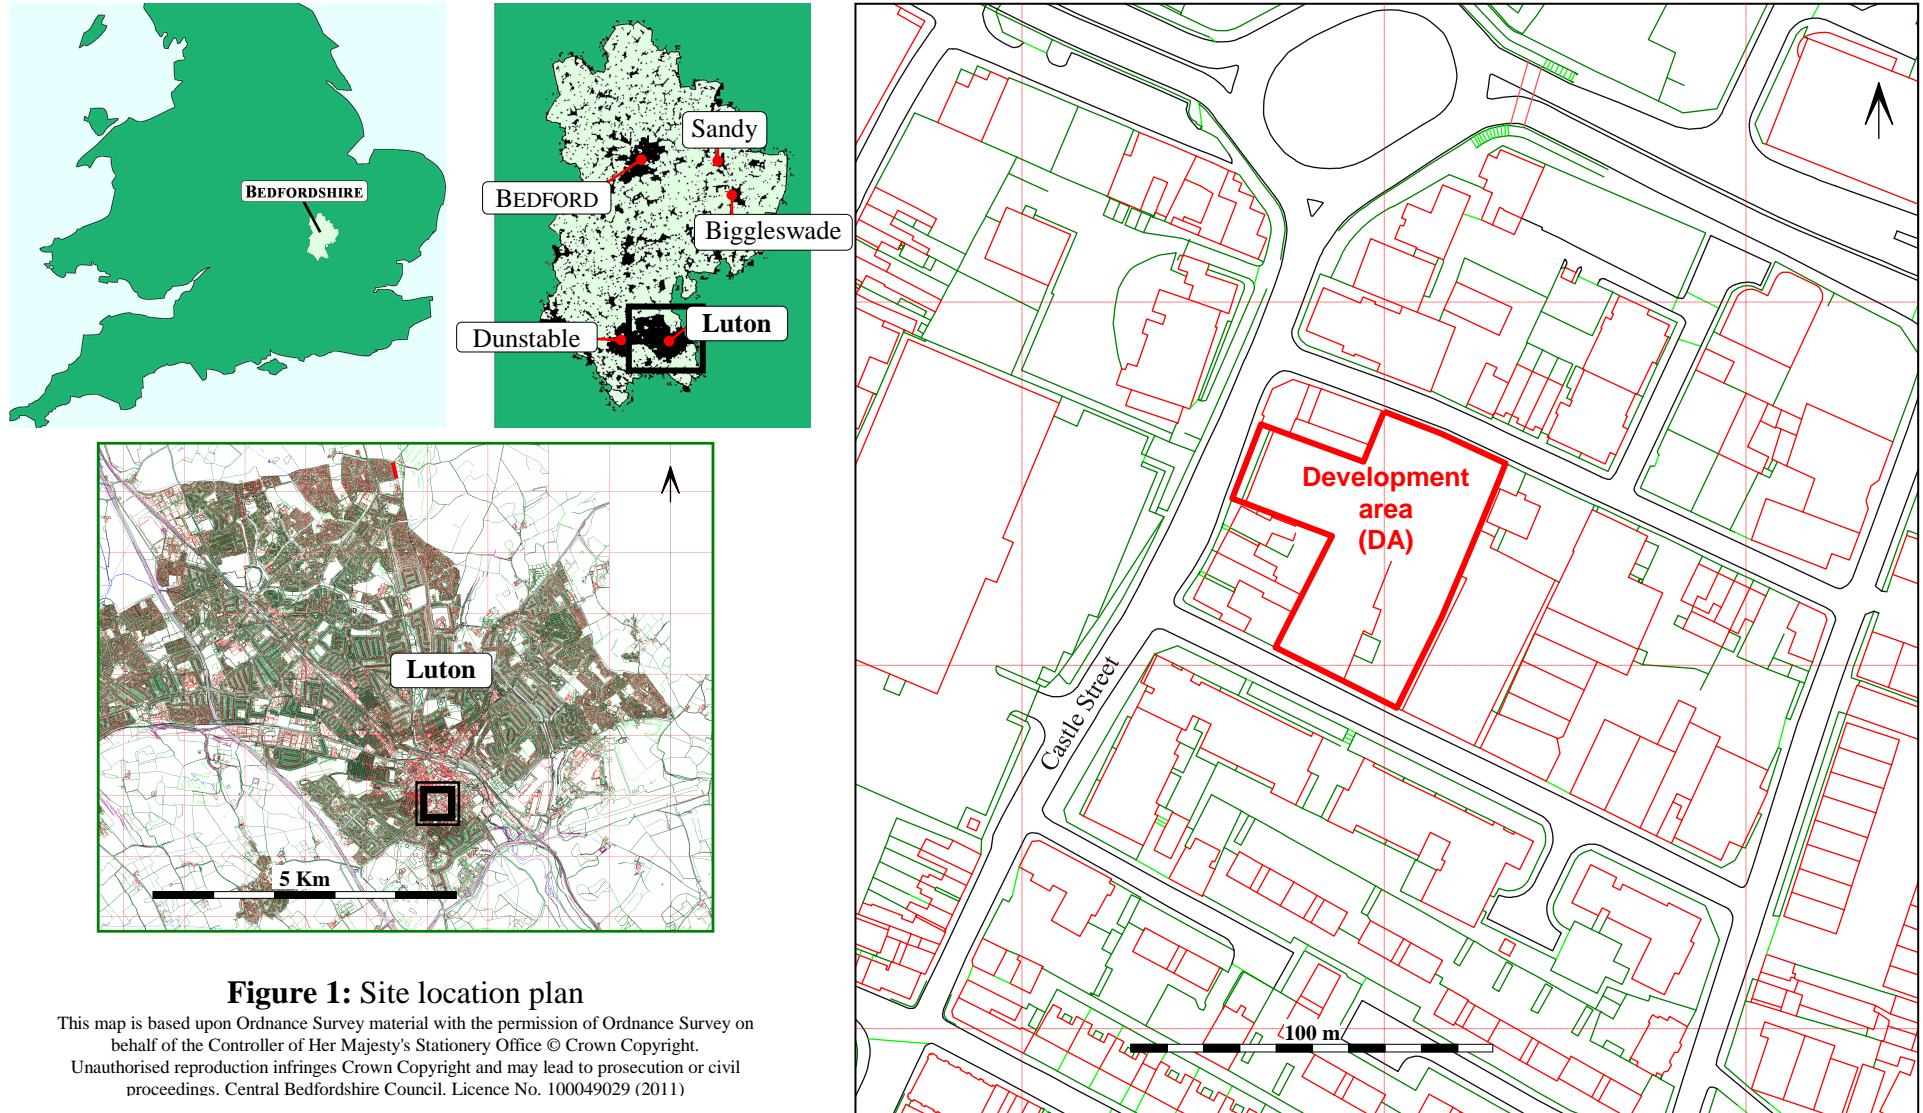 BEDFORDSHIRE
Sandy
BEDFORD
Biggleswade
Luton
Dunstable
Luton
5 Km
Development
area
(DA)
Castle Street
100 m
Figure 1: Site location plan
This map is based upon Ordnance Survey material with the permission of Ordnance Survey on
behalf of the Controller of Her Majesty's Stationery Office © Crown Copyright.
Unauthorised reproduction infringes Crown Copyright and may lead to prosecution or civil
proceedings. Central Bedfordshire Council. Licence No. 100049029 (2011)